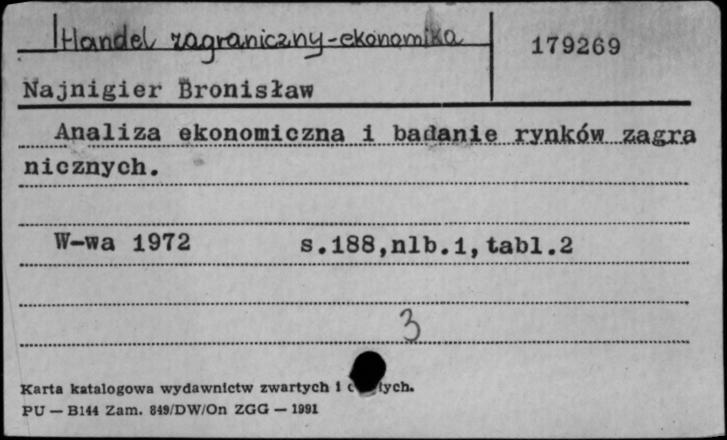 Handel zagraniczny-ekonomika
179269
Najnigier Bronisław
Analiza ekonomiczna i badanie rynków zagra
nicznych.
W-wa 1972 s.188,nlb.1,tabl.2
3
Karta katalogowa wydawnictw zwartych i
PU — B144 Zam. 849/DW/On ZGG — 1991